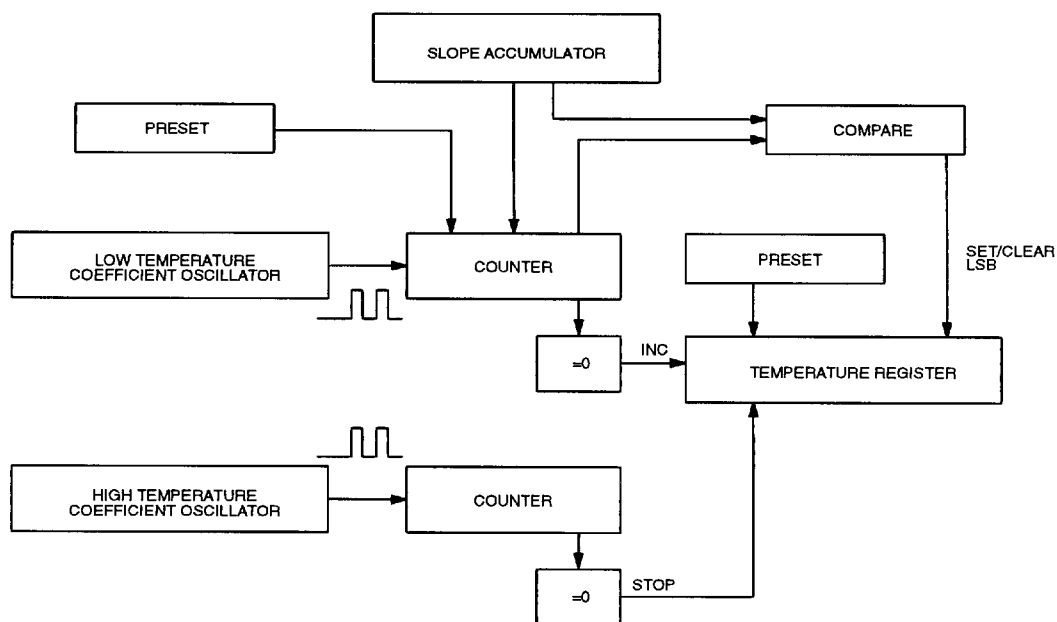 SLOPE ACCUMULATOR
PRESET
COMPARE
LOW TEMPERATURE
COEFFICIENT OSCILLATOR
COUNTER
PRESET
SET/CLEAR
LSB
=0
INC
TEMPERATURE REGISTER
HIGH TEMPERATURE
COEFFICIENT OSCILLATOR
COUNTER
=0
STOP